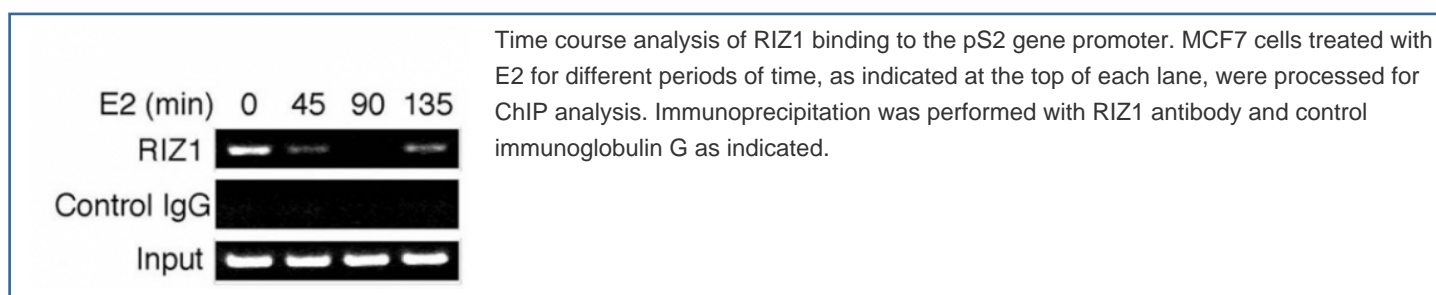 E2 (min) 0 45 90 135
RIZ1
Control IgG
Input
Time course analysis of RIZ1 binding to the pS2 gene promoter. MCF7 cells treated with
E2 for different periods of time, as indicated at the top of each lane, were processed for
ChIP analysis. Immunoprecipitation was performed with RIZ1 antibody and control
immunoglobulin G as indicated.